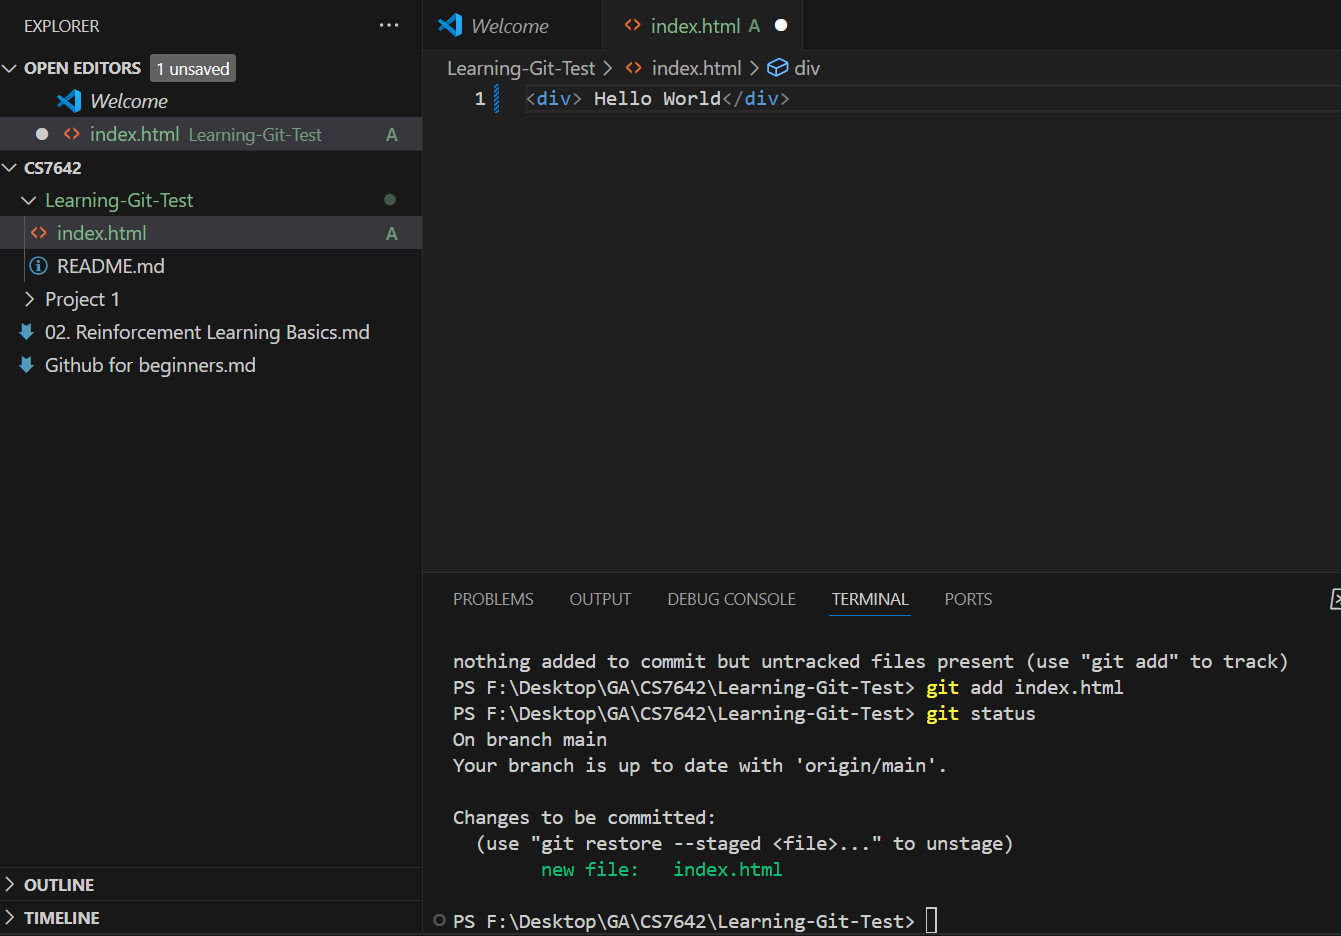 EXPLORER
OPEN EDITORS 1 unsaved
Welcome
index.html Learning-Git-Test A
CS7642
Learning-Git-Test
index.html A
README.md
Project 1
02. Reinforcement Learning Basics.md
Github for beginners.md
OUTLINE
TIMELINE
Welcome
index.html A
Learning-Git-Test > index.html > div
1 <div> Hello World</div>
PROBLEMS OUTPUT DEBUG CONSOLE TERMINAL PORTS
nothing added to commit but untracked files present (use "git add" to track)
PS F:\Desktop\GA\CS7642\Learning-Git-Test> git add index.html
PS F:\Desktop\GA\CS7642\Learning-Git-Test> git status
On branch main
Your branch is up to date with 'origin/main'.
Changes to be committed:
(use "git restore --staged <file>..." to unstage)
new file: index.html
PS F:\Desktop\GA\CS7642\Learning-Git-Test>